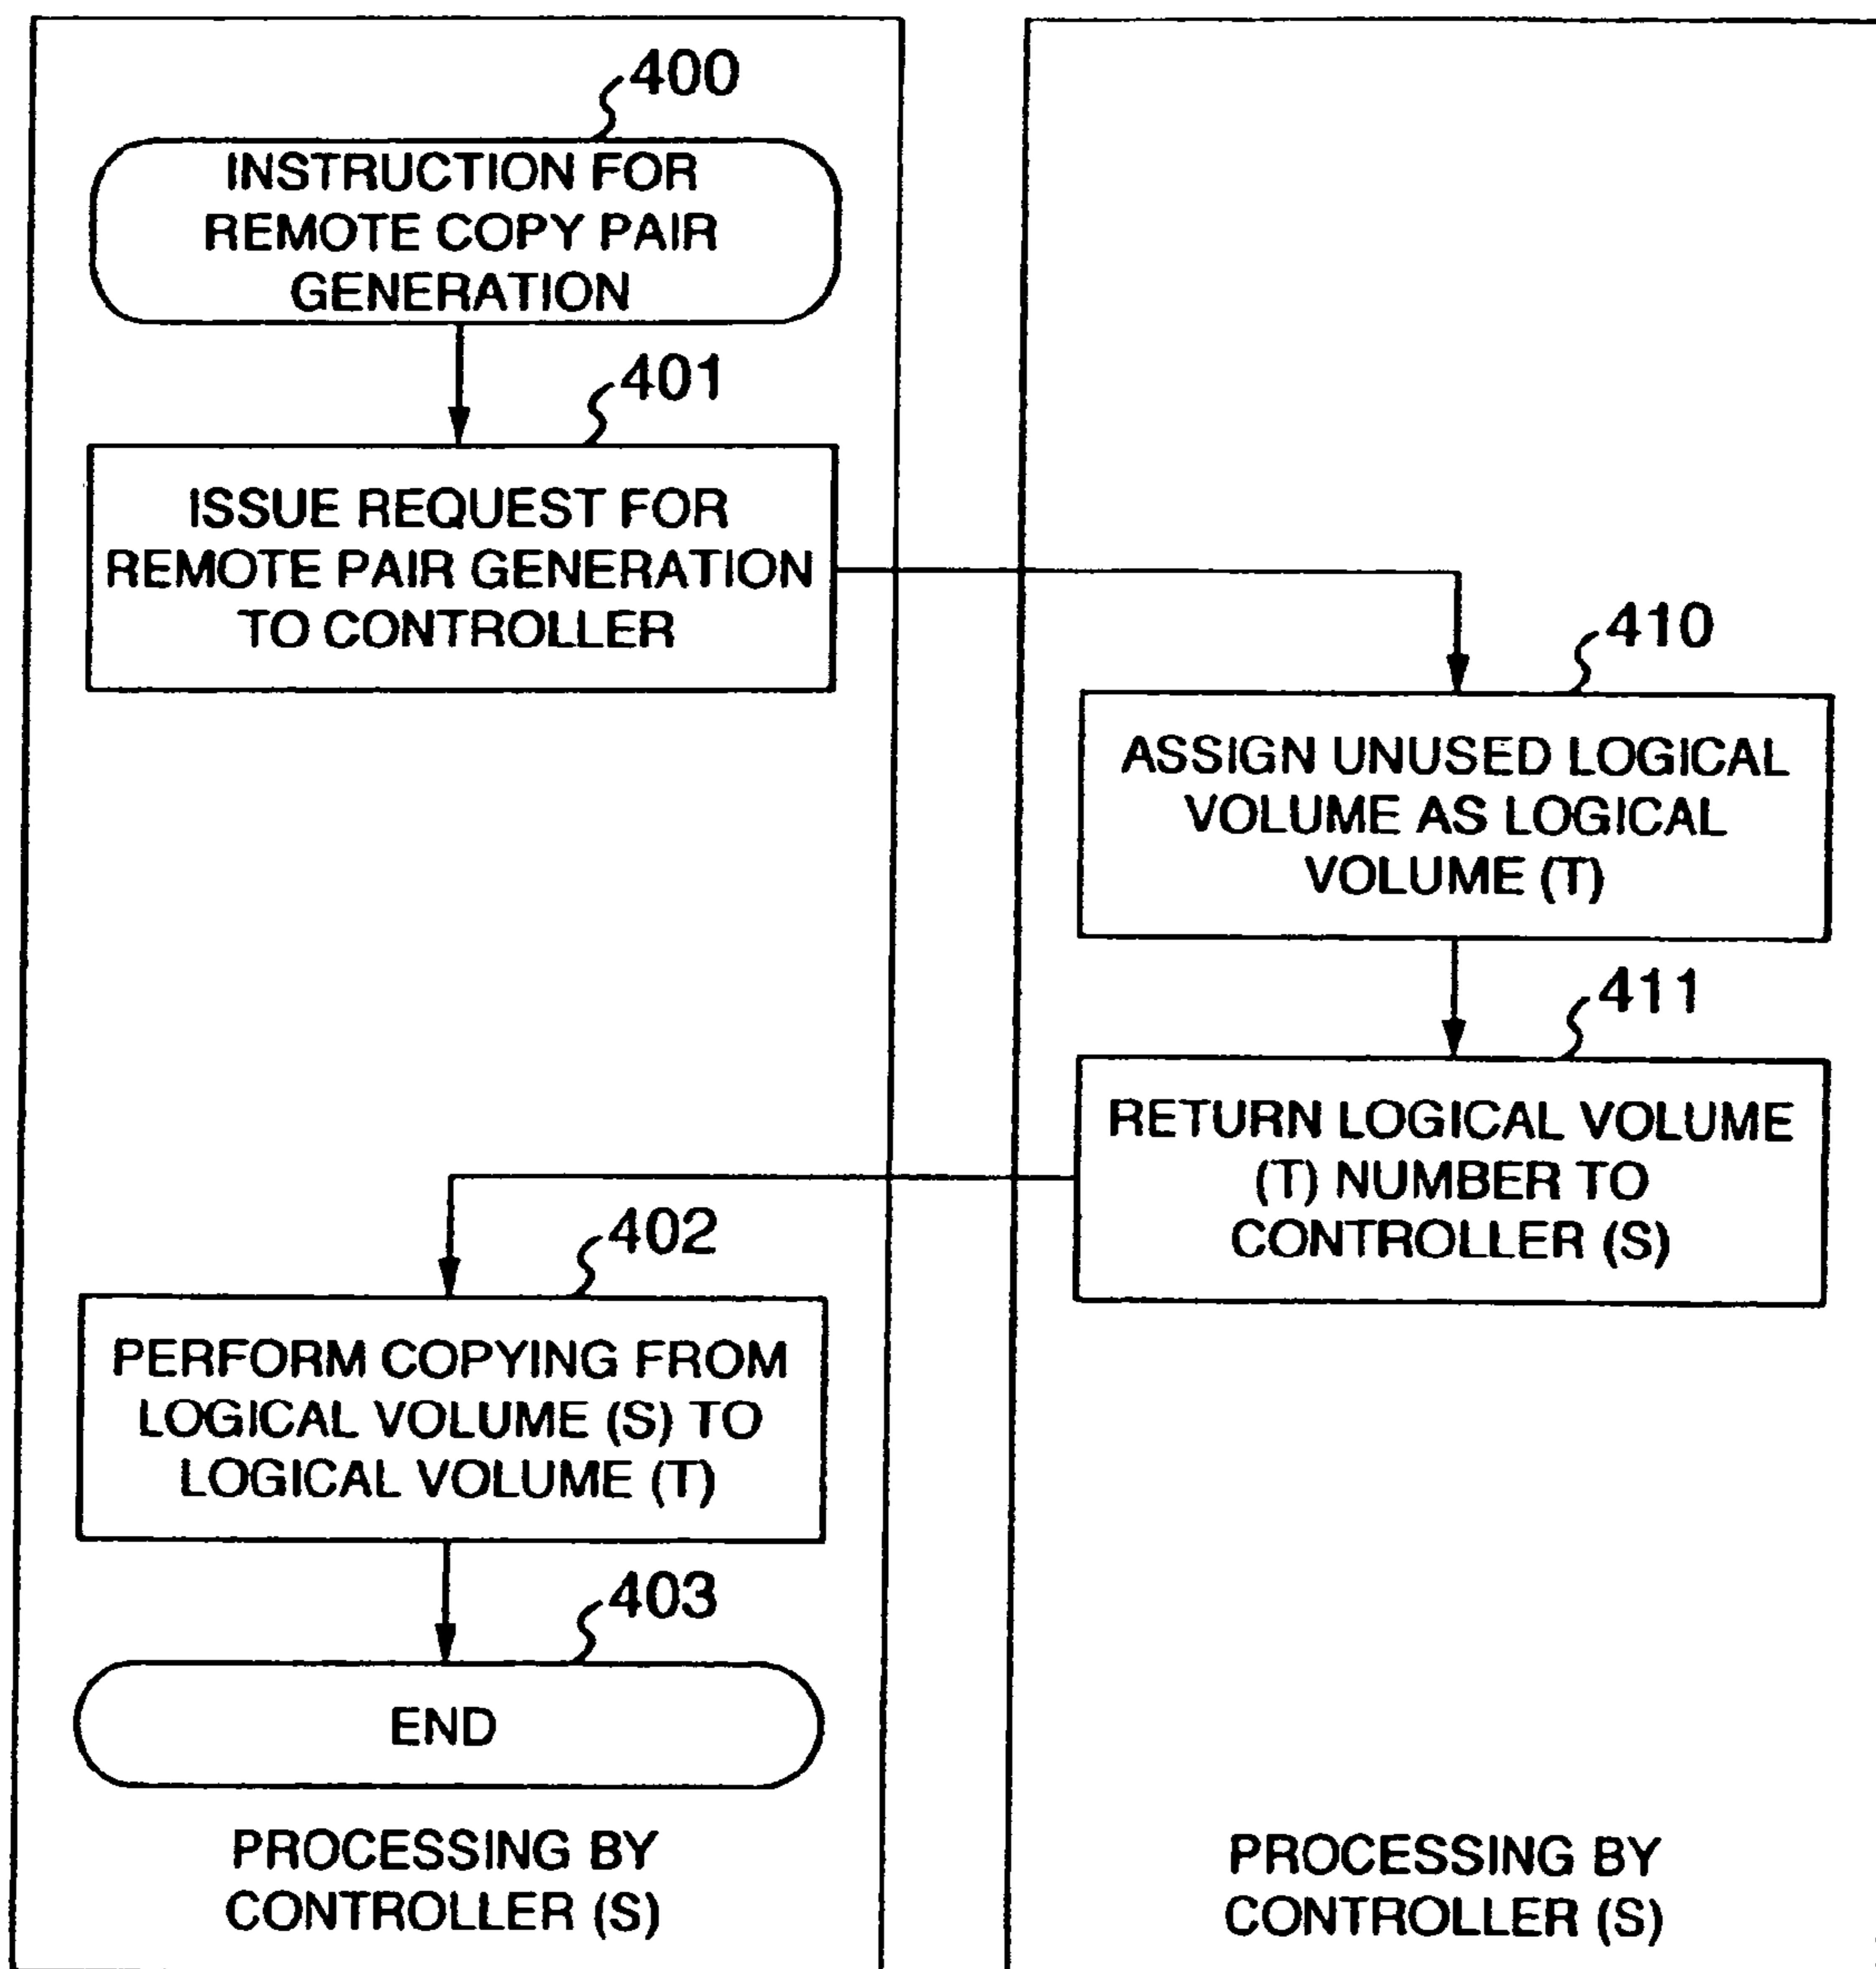 400
INSTRUCTION FOR
REMOTE COPY PAIR
GENERATION
401
ISSUE REQUEST FOR
REMOTE PAIR GENERATION
TO CONTROLLER
410
ASSIGN UNUSED LOGICAL
VOLUME AS LOGICAL
VOLUME (T)
411
RETURN LOGICAL VOLUME
(T) NUMBER TO
CONTROLLER (S)
402
PERFORM COPYING FROM
LOGICAL VOLUME (S) TO
LOGICAL VOLUME (T)
403
END
PROCESSING BY
CONTROLLER (S)
PROCESSING BY
CONTROLLER (S)